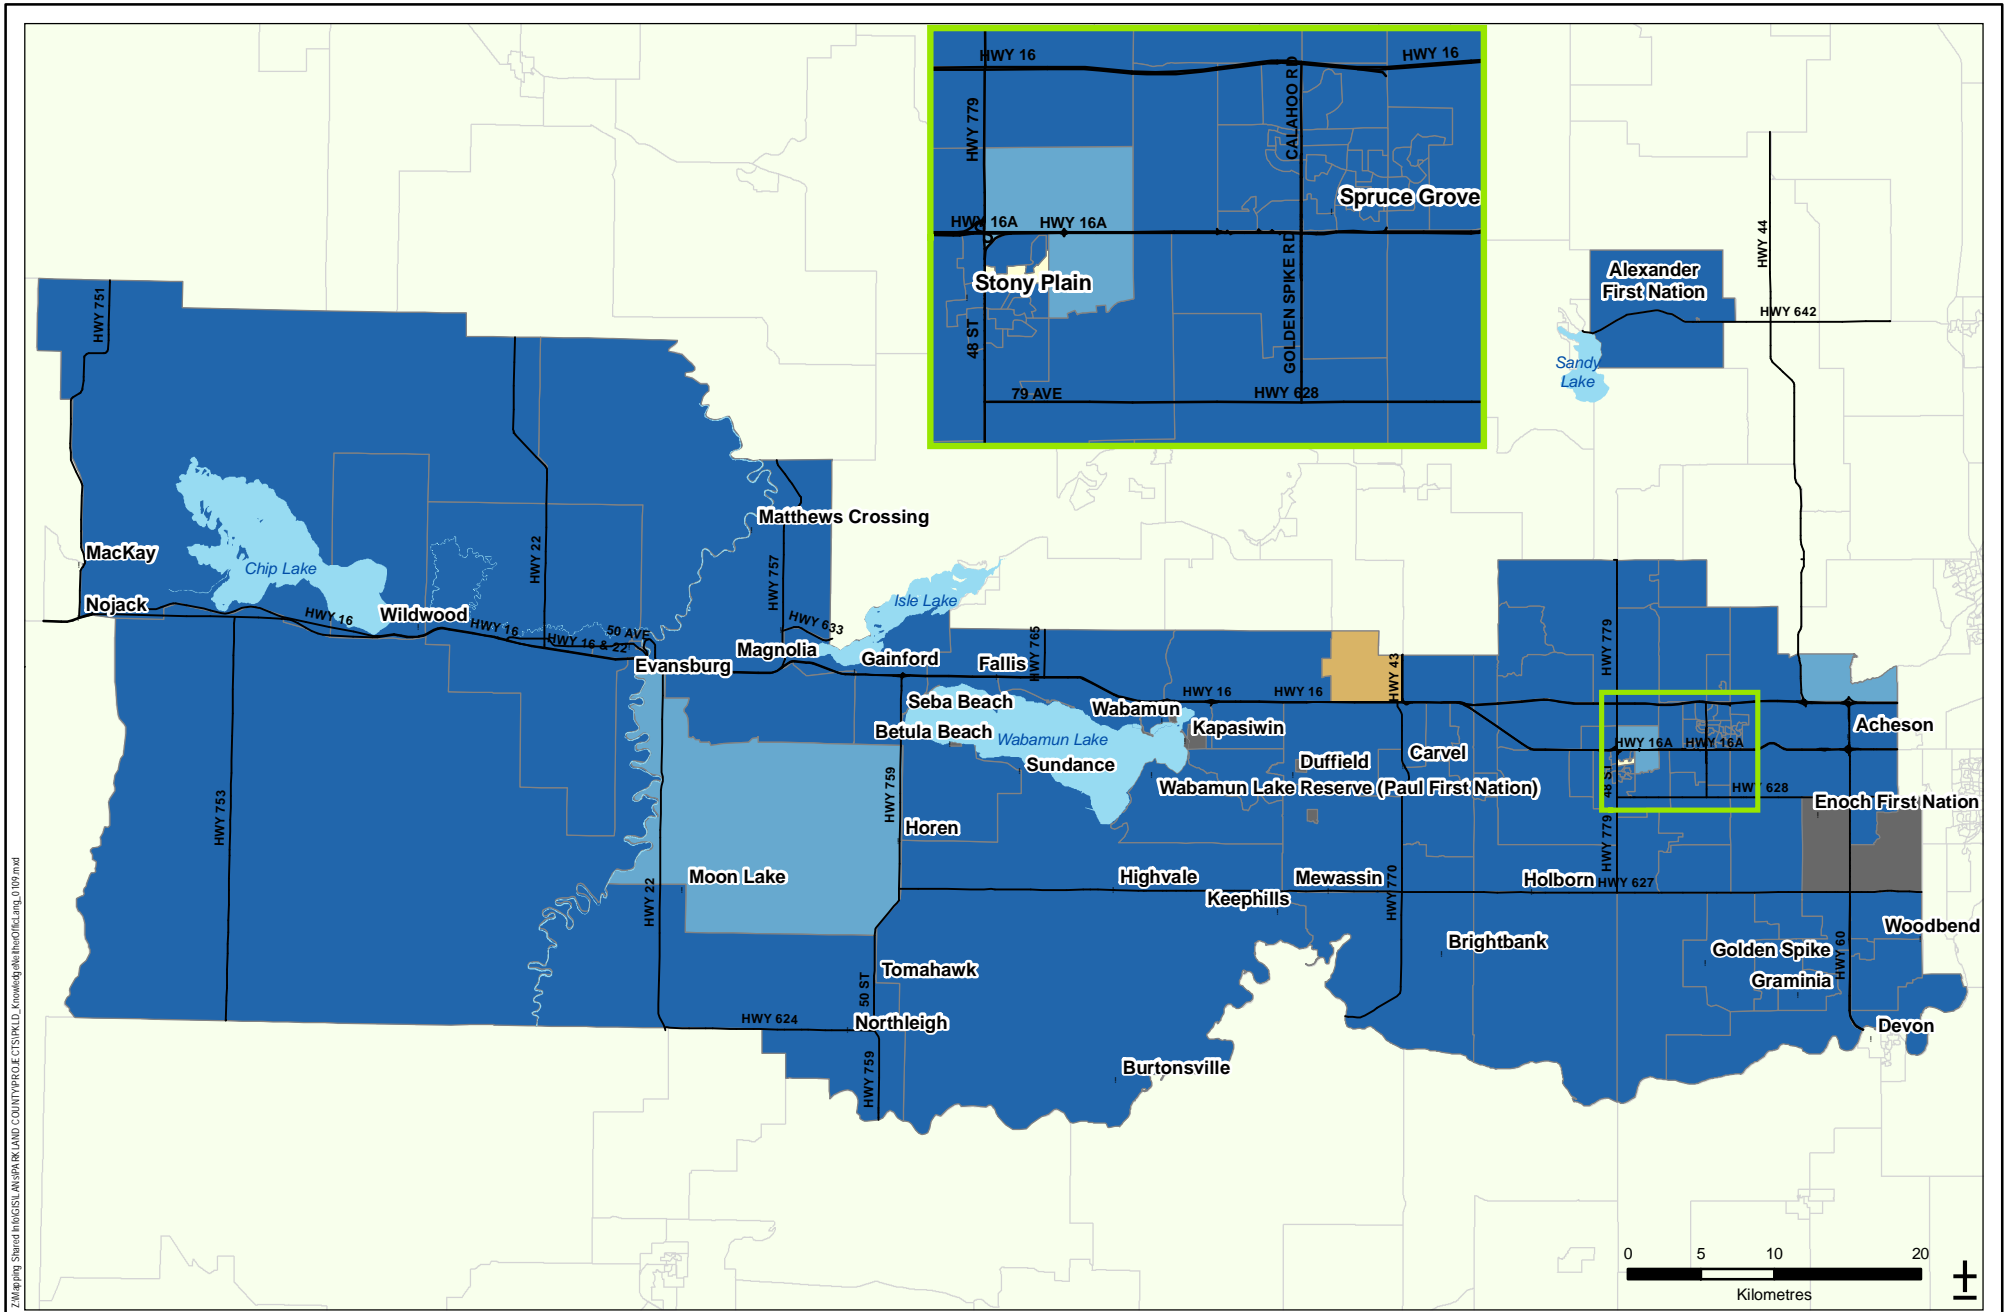 HWY 16
HWY 16
HWY 779
CALAHOO RD
Spruce Grove
HWY 16A
HWY 16A
Stony Plain
48 ST
GOLDEN SPIKE RD
79 AVE
HWY 628
HWY 44
Alexander
First Nation
HWY 642
Sandy
Lake
HWY 751
Matthews Crossing
MacKay
Chip Lake
HWY 22
HWY 757
Isle Lake
Nojack
HWY 16
Wildwood
HWY 16
HWY 16 & 22
50 AVE
HWY 633
Magnolia
Gainford
Evansburg
Fallis
HWY 765
HWY 43
HWY 779
Seba Beach
Wabamun
HWY 16
HWY 16
Betula Beach
Wabamun Lake
Kapasiwin
Acheson
Sundance
Duffield
Carvel
HWY 16A
HWY 16A
Wabamun Lake Reserve (Paul First Nation)
48 ST
HWY 628
Enoch First Nation
HWY 753
HWY 759
Horen
HWY 779
Moon Lake
Highvale
Mewassin
Holborn
HWY 627
HWY 22
Keephills
HWY 770
Woodbend
Brightbank
Golden Spike
HWY 60
Tomahawk
Graminia
50 ST
HWY 624
Northleigh
Devon
HWY 759
Burtonsville
0 5 10 20
Kilometres